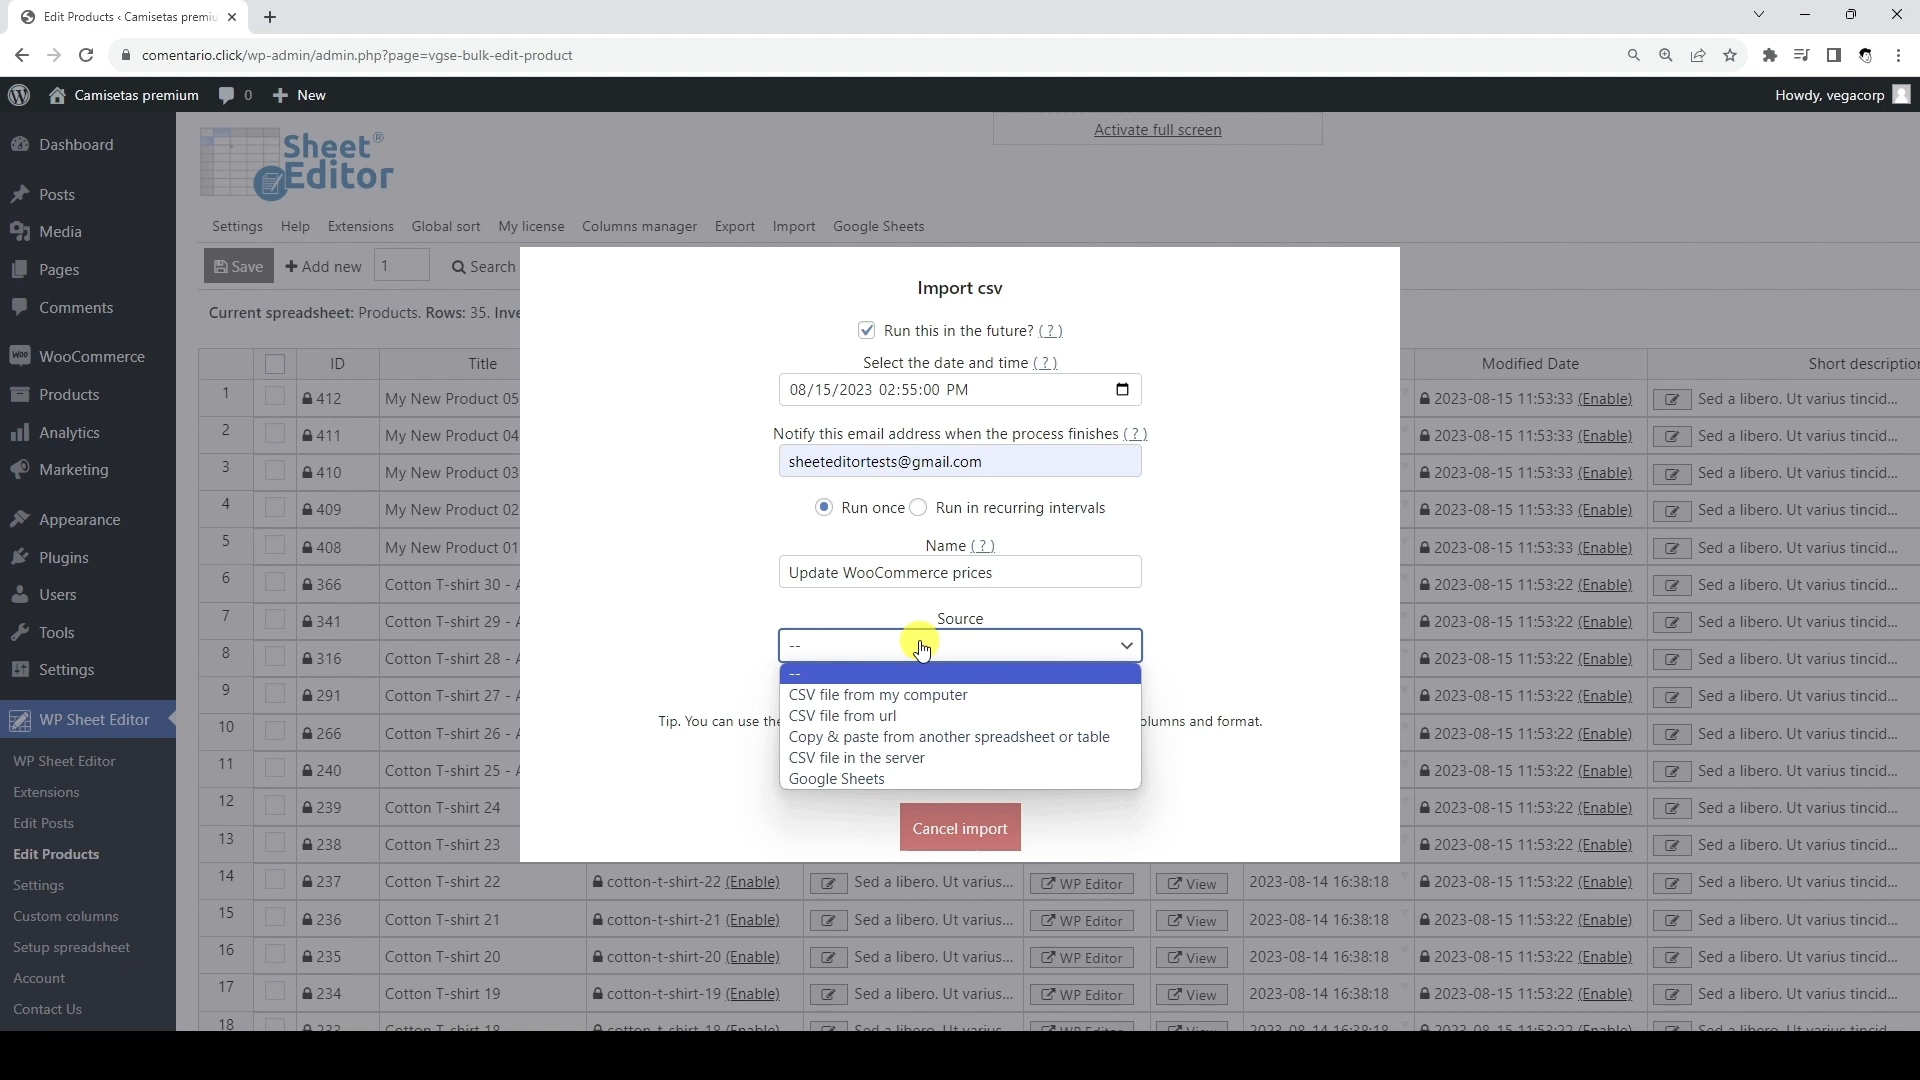 Edit Products ‹ Camisetas premiu
comentario.click/wp-admin/admin.php?page=vgse-bulk-edit-product
Camisetas premium 0 New Howdy, vegacorp
Dashboard
Posts
Media
Pages
Comments
WooCommerce
Products
Analytics
Marketing
Appearance
Plugins
Users
Tools
Settings
WP Sheet Editor
WP Sheet Editor
Extensions
Edit Posts
Edit Products
Settings
Custom columns
Setup spreadsheet
Account
Contact Us
Sheet®
Editor
Activate full screen
Settings Help Extensions Global sort My license Columns manager Export Import Google Sheets
Save Add new 1 Search
Current spreadsheet: Products. Rows: 35. Inve
Import csv
Run this in the future? (?)
Select the date and time (?)
08/15/2023 02:55:00 PM
Notify this email address when the process finishes (?)
sheeteditortests@gmail.com
Run once Run in recurring intervals
Name (?)
Update WooCommerce prices
Source
--
--
CSV file from my computer
CSV file from url
Copy & paste from another spreadsheet or table
CSV file in the server
Google Sheets
Tip. You can use the olumns and format.
Cancel import
ID Title Modified Date Short description
1 412 My New Product 05 2023-08-15 11:53:33 (Enable) Sed a libero. Ut varius tincid...
2 411 My New Product 04 2023-08-15 11:53:33 (Enable) Sed a libero. Ut varius tincid...
3 410 My New Product 03 2023-08-15 11:53:33 (Enable) Sed a libero. Ut varius tincid...
4 409 My New Product 02 2023-08-15 11:53:33 (Enable) Sed a libero. Ut varius tincid...
5 408 My New Product 01 2023-08-15 11:53:33 (Enable) Sed a libero. Ut varius tincid...
6 366 Cotton T-shirt 30 - 2023-08-15 11:53:22 (Enable) Sed a libero. Ut varius tincid...
7 341 Cotton T-shirt 29 - 2023-08-15 11:53:22 (Enable) Sed a libero. Ut varius tincid...
8 316 Cotton T-shirt 28 - 2023-08-15 11:53:22 (Enable) Sed a libero. Ut varius tincid...
9 291 Cotton T-shirt 27 - 2023-08-15 11:53:22 (Enable) Sed a libero. Ut varius tincid...
10 266 Cotton T-shirt 26 - 2023-08-15 11:53:22 (Enable) Sed a libero. Ut varius tincid...
11 240 Cotton T-shirt 25 - 2023-08-15 11:53:22 (Enable) Sed a libero. Ut varius tincid...
12 239 Cotton T-shirt 24 2023-08-15 11:53:22 (Enable) Sed a libero. Ut varius tincid...
13 238 Cotton T-shirt 23 2023-08-15 11:53:22 (Enable) Sed a libero. Ut varius tincid...
14 237 Cotton T-shirt 22 cotton-t-shirt-22 (Enable) Sed a libero. Ut varius... WP Editor View 2023-08-14 16:38:18 2023-08-15 11:53:22 (Enable) Sed a libero. Ut varius tincid...
15 236 Cotton T-shirt 21 cotton-t-shirt-21 (Enable) Sed a libero. Ut varius... WP Editor View 2023-08-14 16:38:18 2023-08-15 11:53:22 (Enable) Sed a libero. Ut varius tincid...
16 235 Cotton T-shirt 20 cotton-t-shirt-20 (Enable) Sed a libero. Ut varius... WP Editor View 2023-08-14 16:38:18 2023-08-15 11:53:22 (Enable) Sed a libero. Ut varius tincid...
17 234 Cotton T-shirt 19 cotton-t-shirt-19 (Enable) Sed a libero. Ut varius... WP Editor View 2023-08-14 16:38:18 2023-08-15 11:53:22 (Enable) Sed a libero. Ut varius tincid...
18